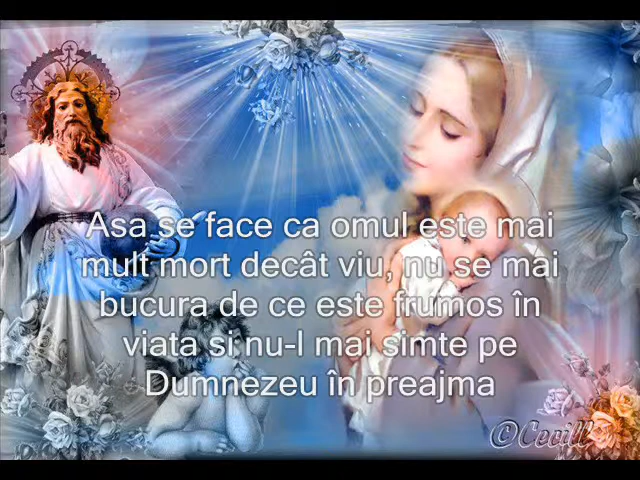 Asa se face ca omul este mai
mult mort decât viu, nu se mai
bucura de ce este frumos în
viata si nu-l mai simte pe
Dumnezeu în preajma
©Cecill